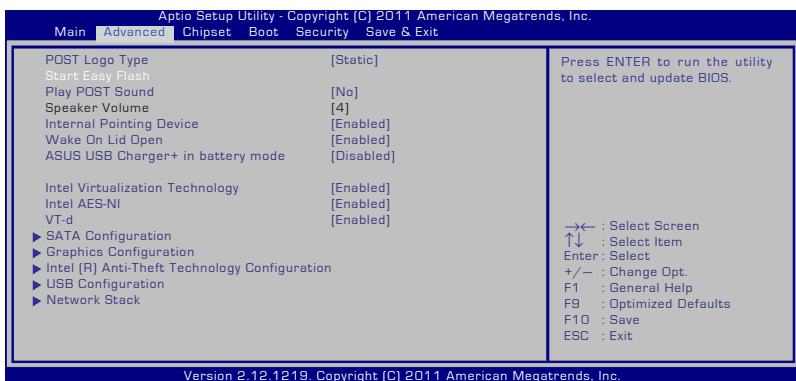 Aptio Setup Utility - Copyright (C) 2011 American Megatrends, Inc.
Main Advanced Chipset Boot Security Save & Exit
POST Logo Type [Static]
Start Easy Flash
Play POST Sound [No]
Speaker Volume [4]
Internal Pointing Device [Enabled]
Wake On Lid Open [Enabled]
ASUS USB Charger+ in battery mode [Disabled]
Intel Virtualization Technology [Enabled]
Intel AES-NI [Enabled]
VT-d [Enabled]
▶ SATA Configuration
▶ Graphics Configuration
▶ Intel (R) Anti-Theft Technology Configuration
▶ USB Configuration
▶ Network Stack
Press ENTER to run the utility
to select and update BIOS.
→← : Select Screen
↑↓ : Select Item
Enter : Select
+/− : Change Opt.
F1 : General Help
F9 : Optimized Defaults
F10 : Save
ESC : Exit
Version 2.12.1219. Copyright (C) 2011 American Megatrends, Inc.